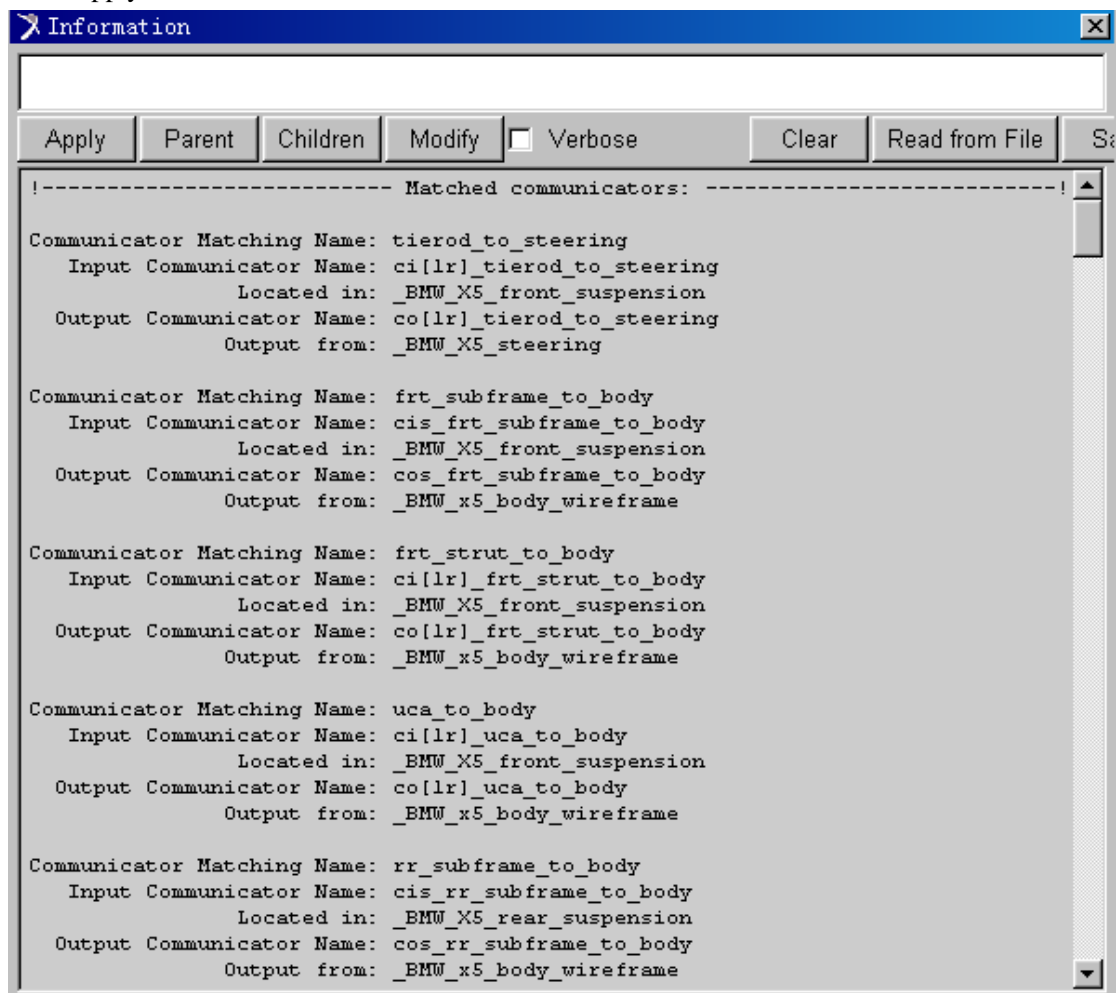 Information
Apply Parent Children Modify Verbose Clear Read from File
!--------------------------- Matched communicators: ---------------------------!
Communicator Matching Name: tierod_to_steering
Input Communicator Name: ci[lr]_tierod_to_steering
Located in: _BMW_X5_front_suspension
Output Communicator Name: co[lr]_tierod_to_steering
Output from: _BMW_X5_steering
Communicator Matching Name: frt_subframe_to_body
Input Communicator Name: cis_frt_subframe_to_body
Located in: _BMW_X5_front_suspension
Output Communicator Name: cos_frt_subframe_to_body
Output from: _BMW_x5_body_wireframe
Communicator Matching Name: frt_strut_to_body
Input Communicator Name: ci[lr]_frt_strut_to_body
Located in: _BMW_X5_front_suspension
Output Communicator Name: co[lr]_frt_strut_to_body
Output from: _BMW_x5_body_wireframe
Communicator Matching Name: uca_to_body
Input Communicator Name: ci[lr]_uca_to_body
Located in: _BMW_X5_front_suspension
Output Communicator Name: co[lr]_uca_to_body
Output from: _BMW_x5_body_wireframe
Communicator Matching Name: rr_subframe_to_body
Input Communicator Name: cis_rr_subframe_to_body
Located in: _BMW_X5_rear_suspension
Output Communicator Name: cos_rr_subframe_to_body
Output from: _BMW_x5_body_wireframe